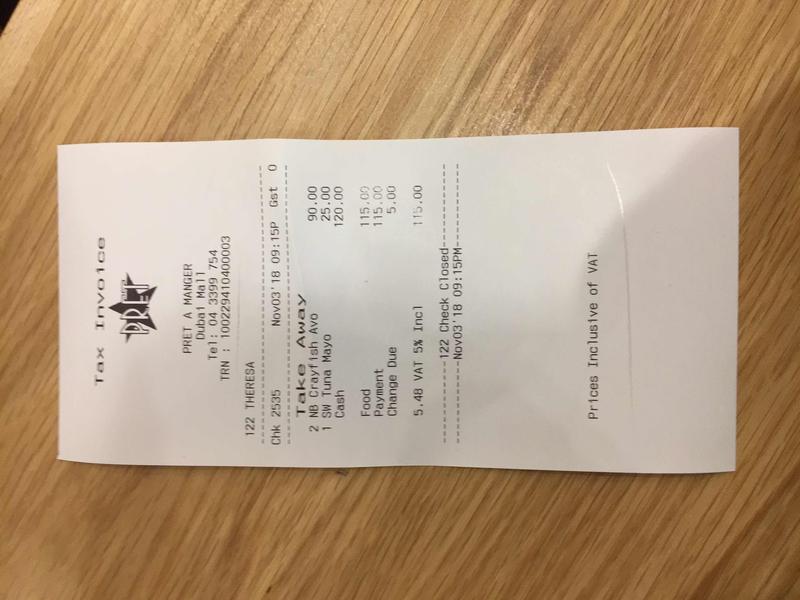 Tax Invoice
PRET
PRET A MANGER
Dubai Mall
Tel: 04 3399 754
TRN : 100229410400003
122 THERESA
Chk 2535 Nov03'18 09:15P Gst 0
Take Away
2 NB Crayfish Avo 90.00
1 SW Tuna Mayo 25.00
Cash 120.00
Food 115.00
Payment 115.00
Change Due 5.00
5.48 VAT 5% Incl 115.00
122 Check Closed
Nov03'18 09:15PM
Prices Inclusive of VAT